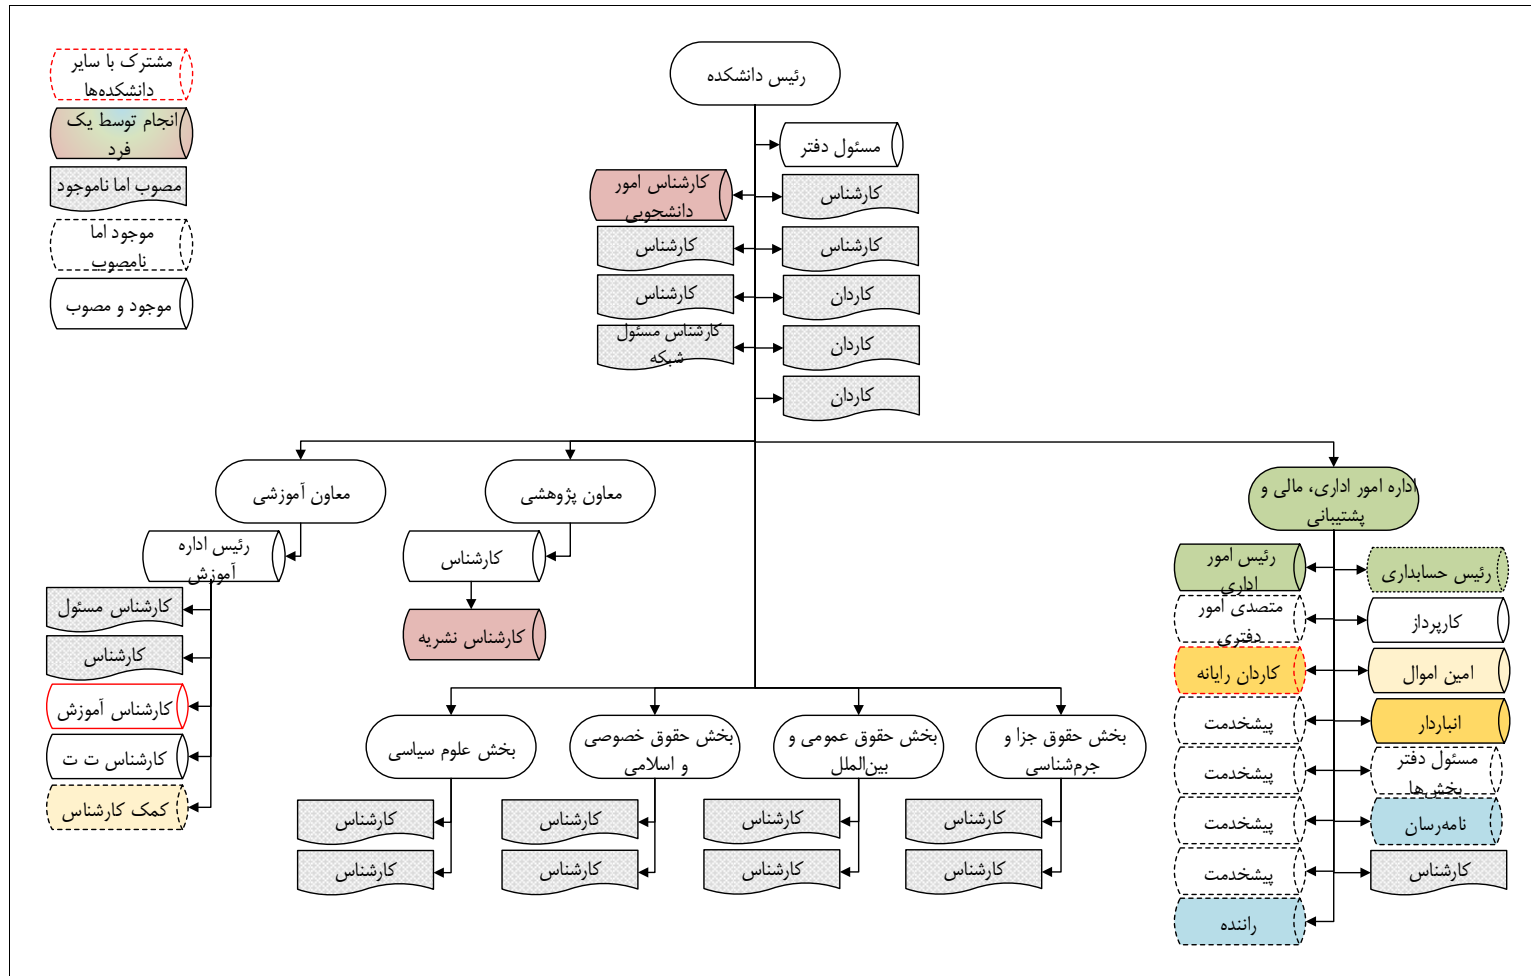 رئیس دانشکده
مشترک با سایر
دانشکده‌ها
انجام توسط یک
فرد
مصوب اما ناموجود
موجود اما
نامصوب
موجود و مصوب
مسئول دفتر
کارشناس
کارشناس امور
دانشجویی
کارشناس
کارشناس
کاردان
کارشناس
کاردان
کارشناس مسئول
شبکه
کاردان
اداره امور اداری، مالی و
پشتیبانی
معاون پژوهشی
معاون آموزشی
رئیس حسابداری
رئیس امور
اداری
کارپرداز
متصدی امور
دفتری
امین اموال
کاردان رایانه
انباردار
پیشخدمت
مسئول دفتر
بخش‌ها
پیشخدمت
نامه‌رسان
پیشخدمت
کارشناس
پیشخدمت
راننده
کارشناس
کارشناس نشریه
رئیس اداره
آموزش
کارشناس مسئول
کارشناس
کارشناس آموزش
کارشناس ت ت
کمک کارشناس
بخش حقوق جزا و
جرم‌شناسی
بخش حقوق عمومی و
بین‌الملل
بخش حقوق خصوصی
و اسلامی
بخش علوم سیاسی
کارشناس
کارشناس
کارشناس
کارشناس
کارشناس
کارشناس
کارشناس
کارشناس